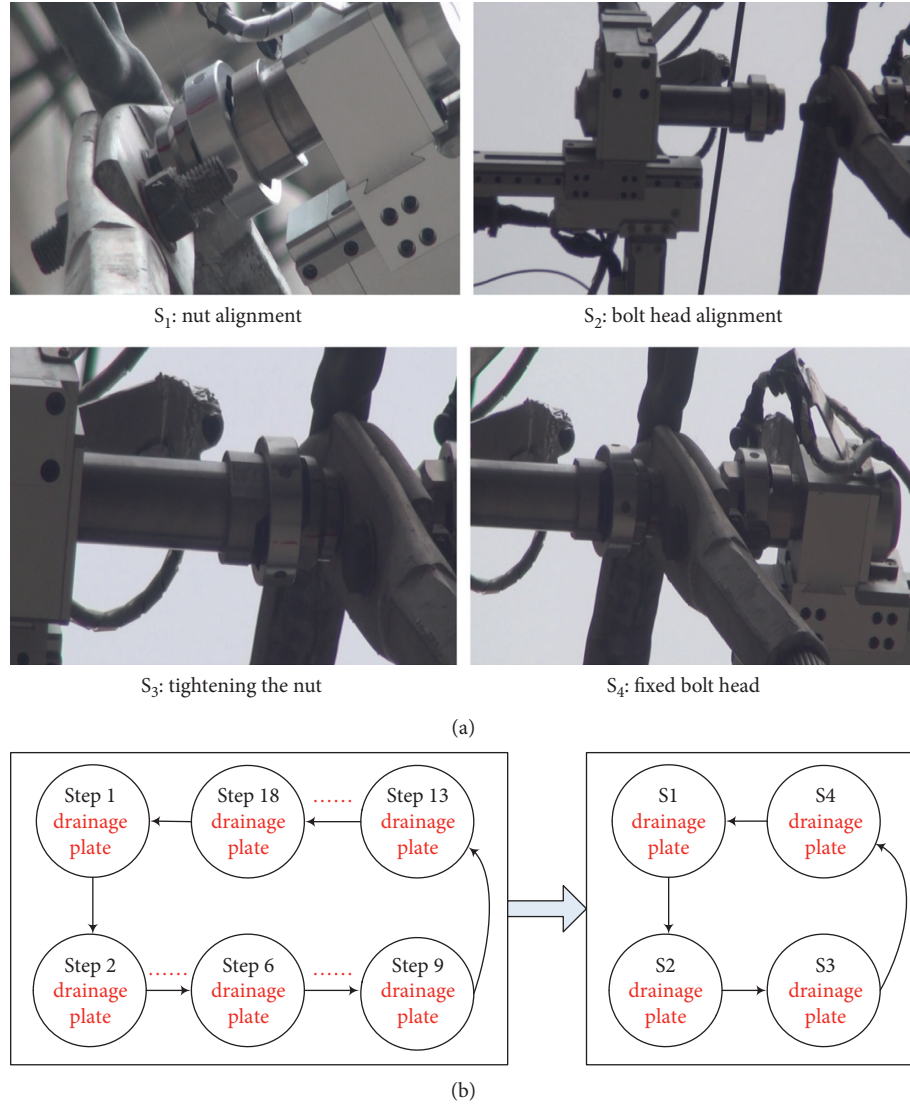 S₁: nut alignment
S₂: bolt head alignment
S₃: tightening the nut
S₄: fixed bolt head
(a)
Step 1
drainage
plate
Step 18
drainage
plate
......
Step 13
drainage
plate
Step 2
drainage
plate
......
Step 6
drainage
plate
......
Step 9
drainage
plate
S1
drainage
plate
S4
drainage
plate
S2
drainage
plate
S3
drainage
plate
(b)